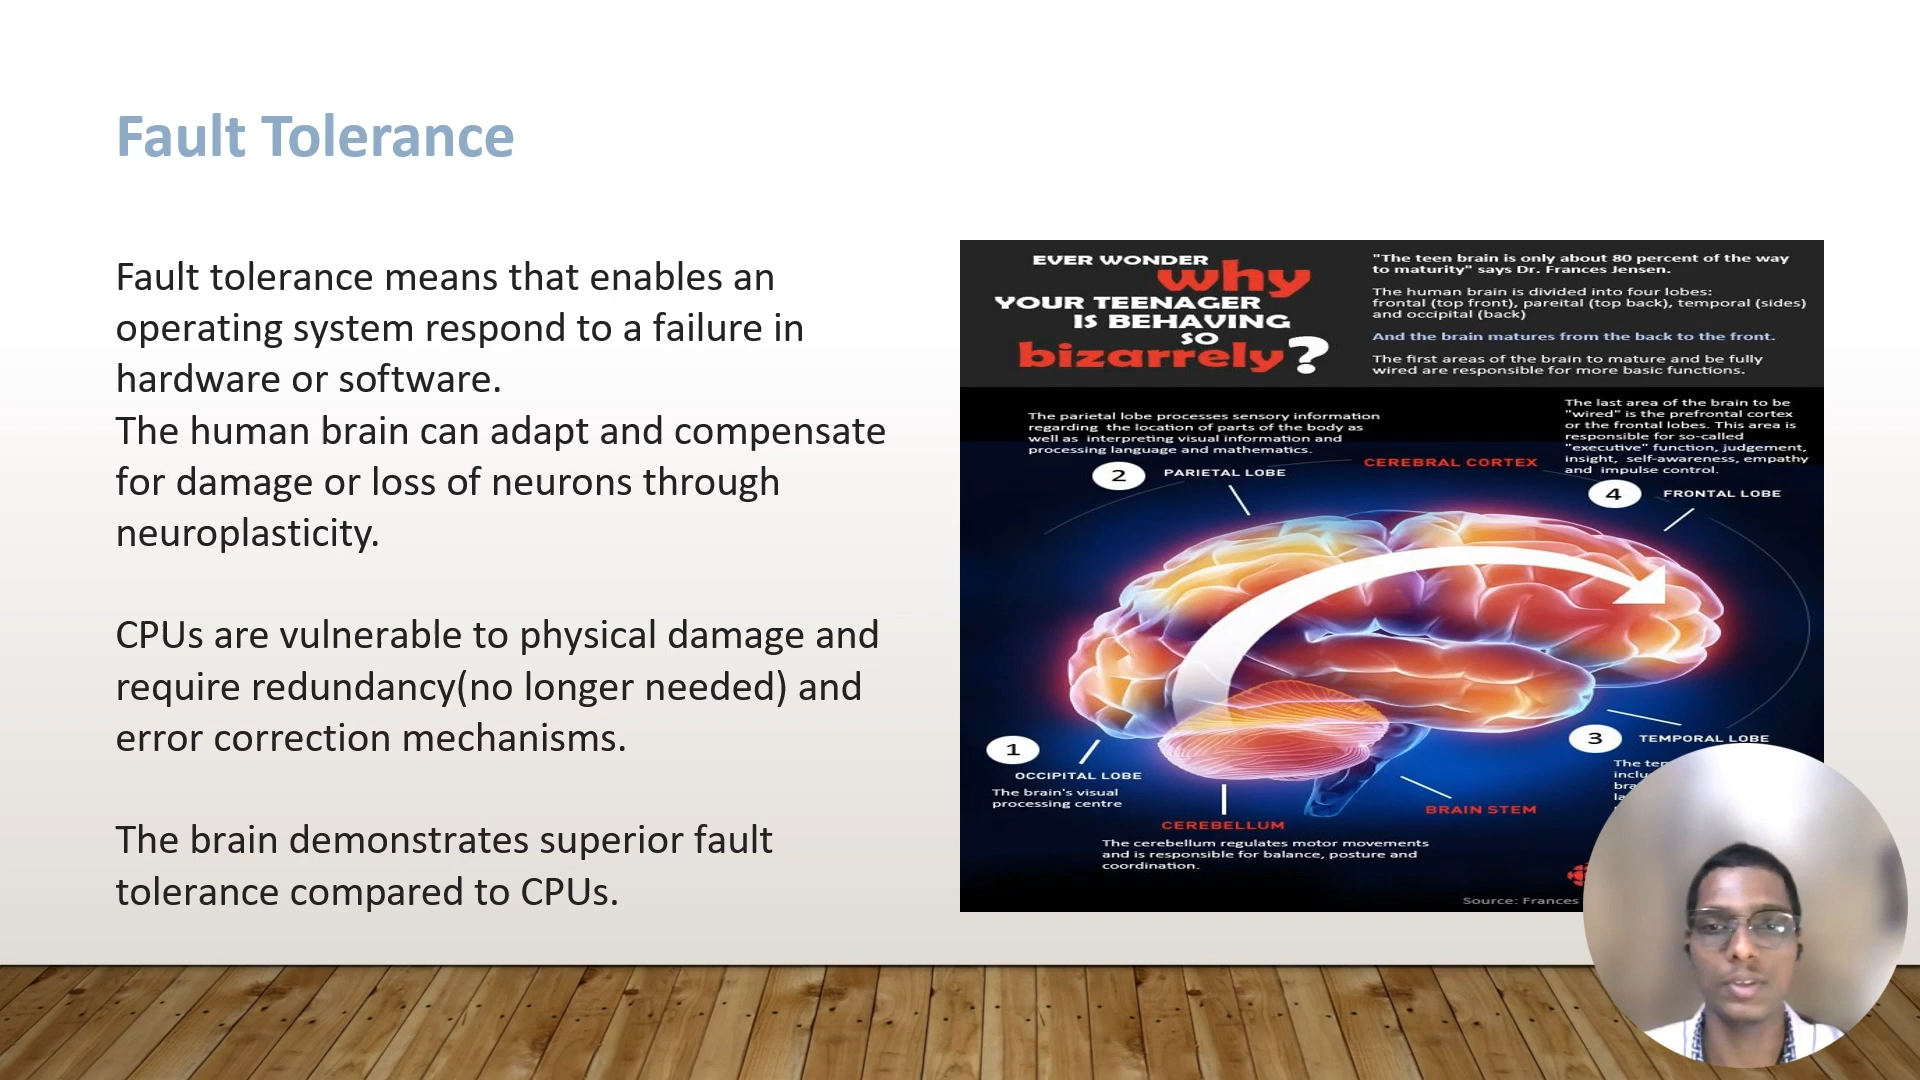 Fault Tolerance
Fault tolerance means that enables an
operating system respond to a failure in
hardware or software.
The human brain can adapt and compensate
for damage or loss of neurons through
neuroplasticity.
CPUs are vulnerable to physical damage and
require redundancy(no longer needed) and
error correction mechanisms.
The brain demonstrates superior fault
tolerance compared to CPUs.
EVER WONDER
why
YOUR TEENAGER
IS BEHAVING
SO
bizarrely?
"The teen brain is only about 80 percent of the way
to maturity" says Dr. Frances Jensen.
The human brain is divided into four lobes:
frontal (top front), pareital (top back), temporal (sides)
and occipital (back)
And the brain matures from the back to the front.
The first areas of the brain to mature and be fully
wired are responsible for more basic functions.
The parietal lobe processes sensory information
regarding the location of parts of the body as
well as interpreting visual information and
processing language and mathematics.
2 PARIETAL LOBE
CEREBRAL CORTEX
The last area of the brain to be
"wired" is the prefrontal cortex
or the frontal lobes. This area is
responsible for so-called
"executive" function, judgement,
insight, self-awareness, empathy
and impulse control.
4 FRONTAL LOBE
1
OCCIPITAL LOBE
The brain's visual
processing centre
3 TEMPORAL LOBE
The
BRAIN STEM
CEREBELLUM
The cerebellum regulates motor movements
and is responsible for balance, posture and
coordination.
Source: Frances